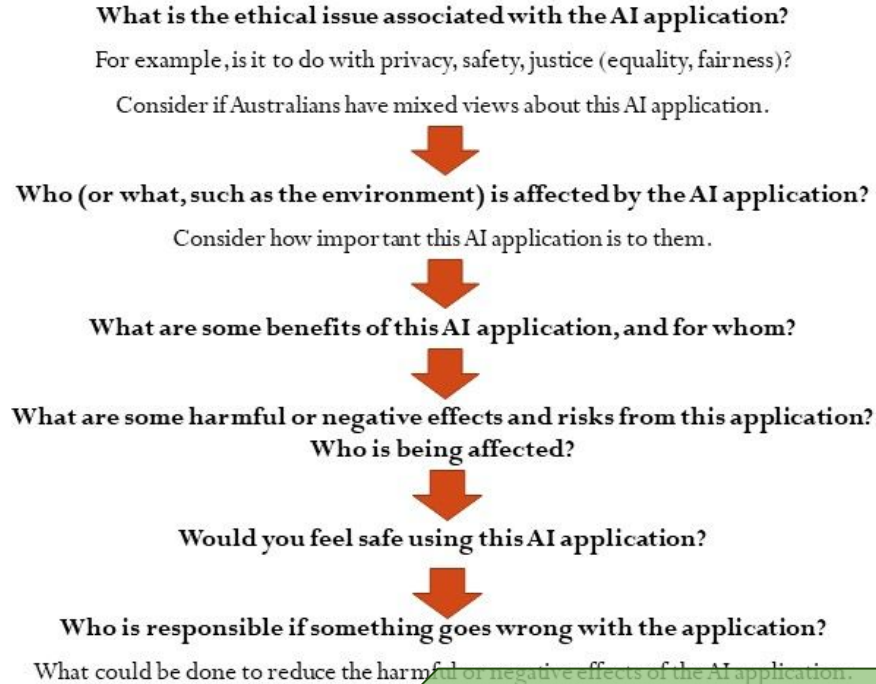 What is the ethical issue associated with the AI application?
For example, is it to do with privacy, safety, justice (equality, fairness)?
Consider if Australians have mixed views about this AI application.
Who (or what, such as the environment) is affected by the AI application?
Consider how important this AI application is to them.
What are some benefits of this AI application, and for whom?
What are some harmful or negative effects and risks from this application?
Who is being affected?
Would you feel safe using this AI application?
Who is responsible if something goes wrong with the application?
What could be done to reduce the harmful or negative effects of the AI application.